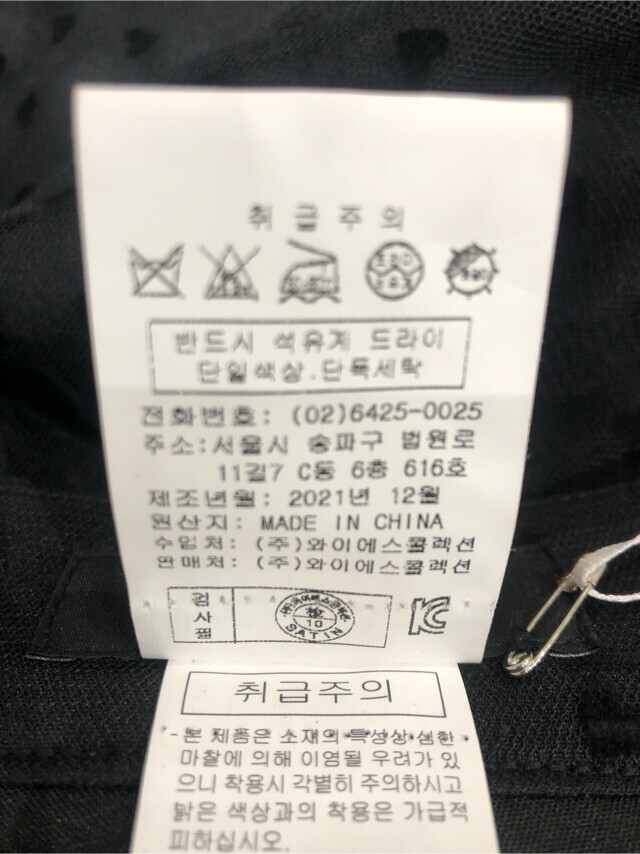 취급주의
반드시 석유계 드라이
단일색상.단독세탁
전화번호: (02)6425-0025
주소:서울시 송파구 법원로
11길7 C동 6층 616호
제조년월: 2021년 12월
원산지: MADE IN CHINA
수입처: (주)와이에스콜렉션
판매처: (주)와이에스콜렉션
검사필
10
SATIN
취급주의
- 본 제품은 소재의 특성상 심한
마찰에 의해 이염될 우려가 있
으니 착용시 각별히 주의하시고
밝은 색상과의 착용은 가급적
피하십시오.